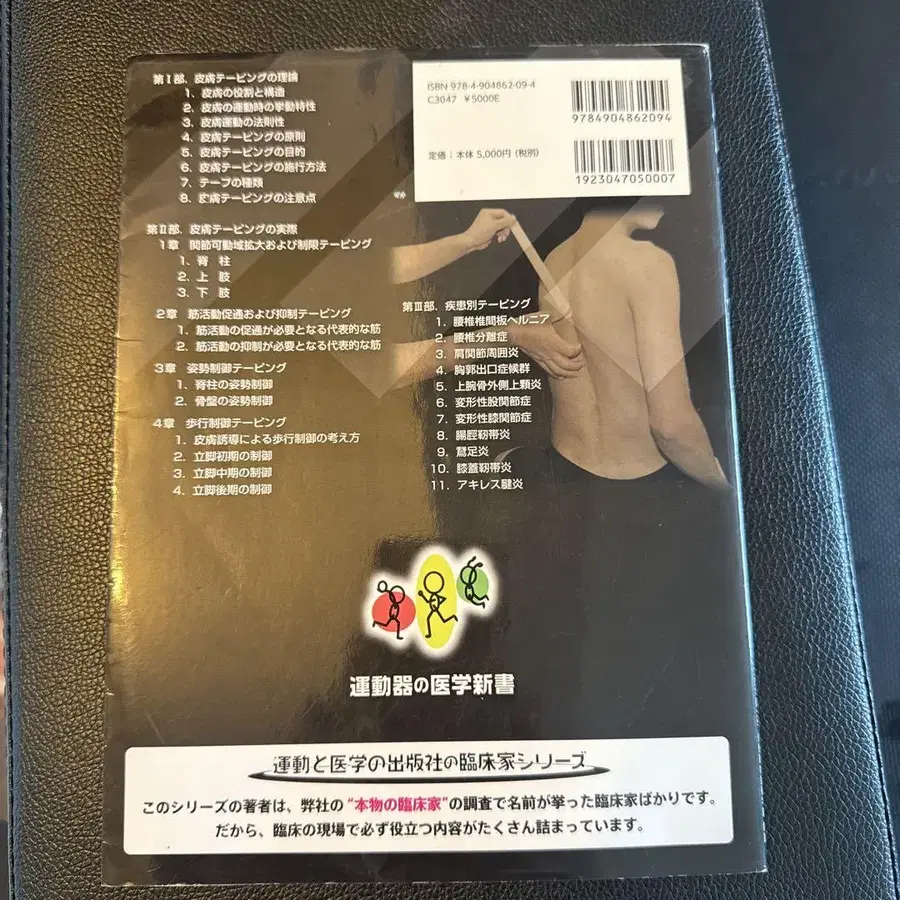 第Ⅰ部. 皮膚テーピングの理論
1. 皮膚の役割と構造
2. 皮膚の運動時の挙動特性
3. 皮膚運動の法則性
4. 皮膚テーピングの原則
5. 皮膚テーピングの目的
6. 皮膚テーピングの施行方法
7. テープの種類
8. 皮膚テーピングの注意点
ISBN 978-4-904862-09-4
C3047 ¥5000E
定価：本体 5,000円（税別）
9784904862094
1923047050007
第Ⅱ部. 皮膚テーピングの実際
1章 関節可動域拡大および制限テーピング
1. 脊 柱
2. 上 肢
3. 下 肢
2章 筋活動促通および抑制テーピング
1. 筋活動の促通が必要となる代表的な筋
2. 筋活動の抑制が必要となる代表的な筋
3章 姿勢制御テーピング
1. 脊柱の姿勢制御
2. 骨盤の姿勢制御
4章 歩行制御テーピング
1. 皮膚誘導による歩行制御の考え方
2. 立脚初期の制御
3. 立脚中期の制御
4. 立脚後期の制御
第Ⅲ部. 疾患別テーピング
1. 腰椎椎間板ヘルニア
2. 腰椎分離症
3. 肩関節周囲炎
4. 胸郭出口症候群
5. 上腕骨外側上顆炎
6. 変形性股関節症
7. 変形性膝関節症
8. 腸脛靭帯炎
9. 鵞足炎
10. 膝蓋靭帯炎
11. アキレス腱炎
運動器の医学新書
運動と医学の出版社の臨床家シリーズ
このシリーズの著者は、弊社の“本物の臨床家”の調査で名前が挙った臨床家ばかりです。
だから、臨床の現場で必ず役立つ内容がたくさん詰まっています。